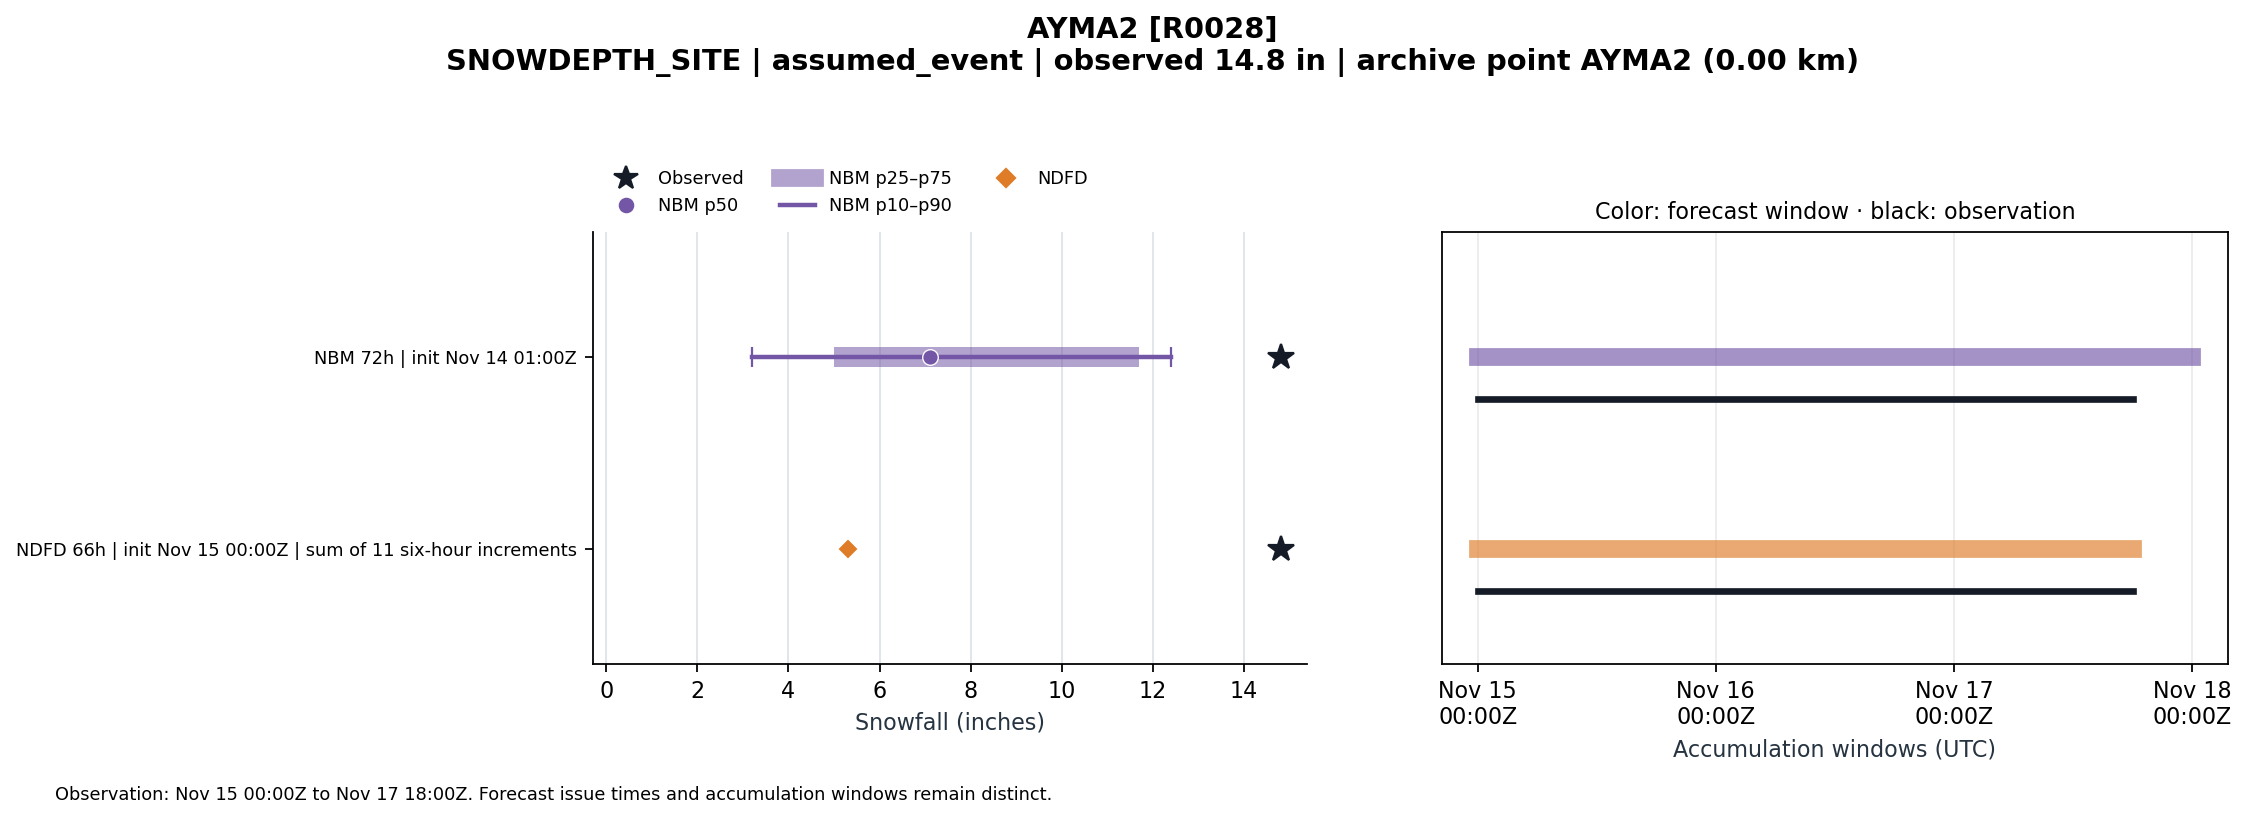 AYMA2 [R0028]
SNOWDEPTH_SITE | assumed_event | observed 14.8 in | archive point AYMA2 (0.00 km)
Observed
NBM p50
NBM p25–p75
NBM p10–p90
NDFD
NBM 72h | init Nov 14 01:00Z
NDFD 66h | init Nov 15 00:00Z | sum of 11 six-hour increments
0 2 4 6 8 10 12 14
Snowfall (inches)
Color: forecast window · black: observation
Nov 15 Nov 16 Nov 17 Nov 18
00:00Z 00:00Z 00:00Z 00:00Z
Accumulation windows (UTC)
Observation: Nov 15 00:00Z to Nov 17 18:00Z. Forecast issue times and accumulation windows remain distinct.